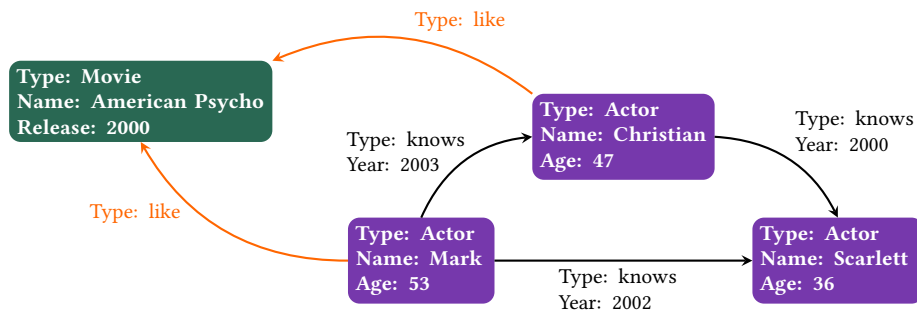 Type: like
Type: Movie
Name: American Psycho
Release: 2000
Type: Actor
Name: Christian
Age: 47
Type: knows
Year: 2003
Type: knows
Year: 2000
Type: like
Type: Actor
Name: Mark
Age: 53
Type: knows
Year: 2002
Type: Actor
Name: Scarlett
Age: 36